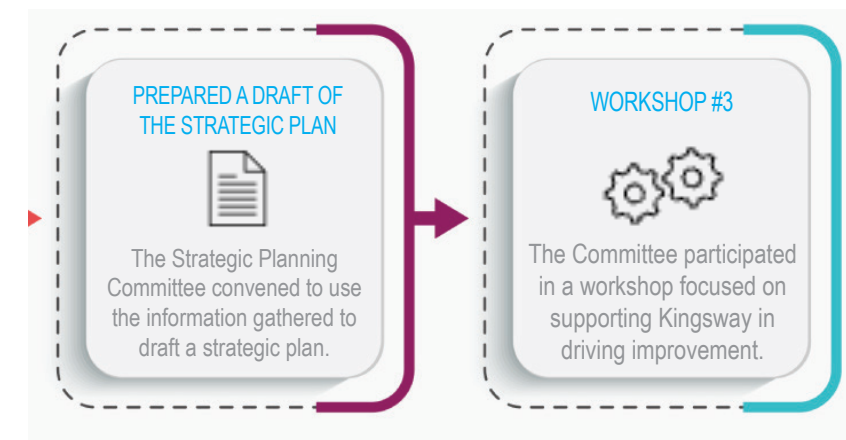 PREPARED A DRAFT OF
THE STRATEGIC PLAN
The Strategic Planning
Committee convened to use
the information gathered to
draft a strategic plan.
WORKSHOP #3
The Committee participated
in a workshop focused on
supporting Kingsway in
driving improvement.